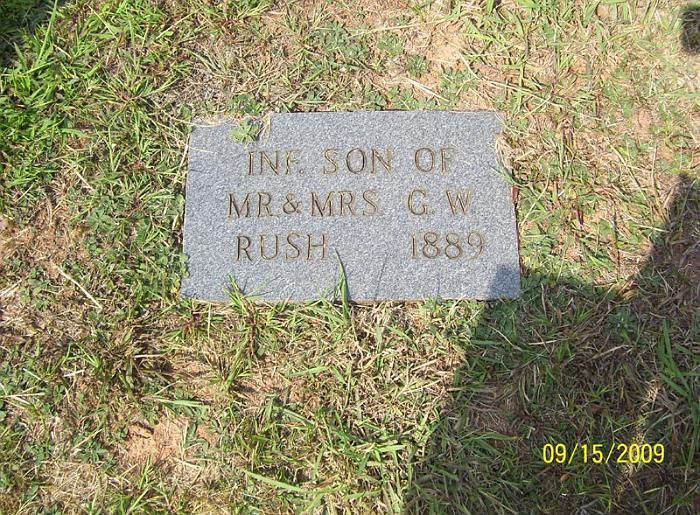 INF. SON OF
MR.&MRS. G.W.
RUSH 1889
09/15/2009